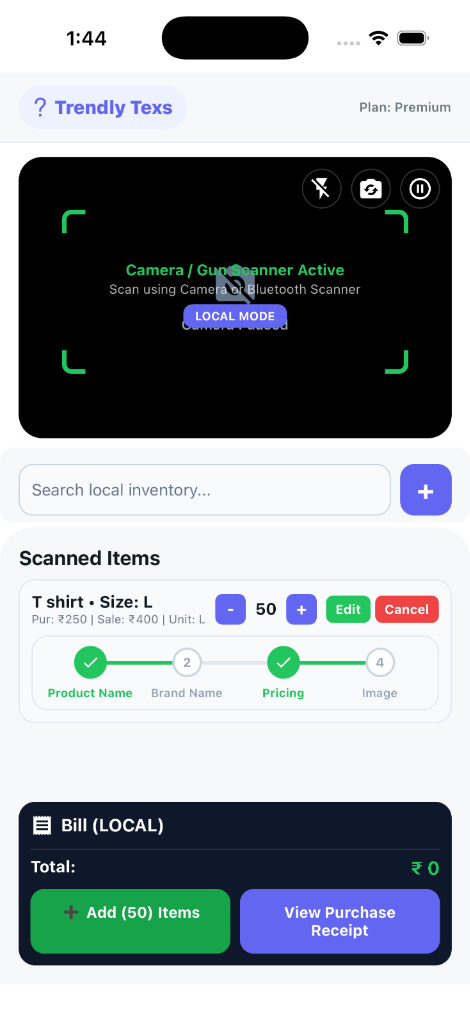 1:44
? Trendly Texs
Plan: Premium
Camera / Gun Scanner Active
Scan using Camera or Bluetooth Scanner
LOCAL MODE
Camera Paused
Search local inventory...
+
Scanned Items
T shirt • Size: L
- 50 + Edit Cancel
Pur: ₹250 | Sale: ₹400 | Unit: L
2 4
Product Name Brand Name Pricing Image
Bill (LOCAL)
Total: ₹ 0
➕ Add (50) Items
View Purchase
Receipt